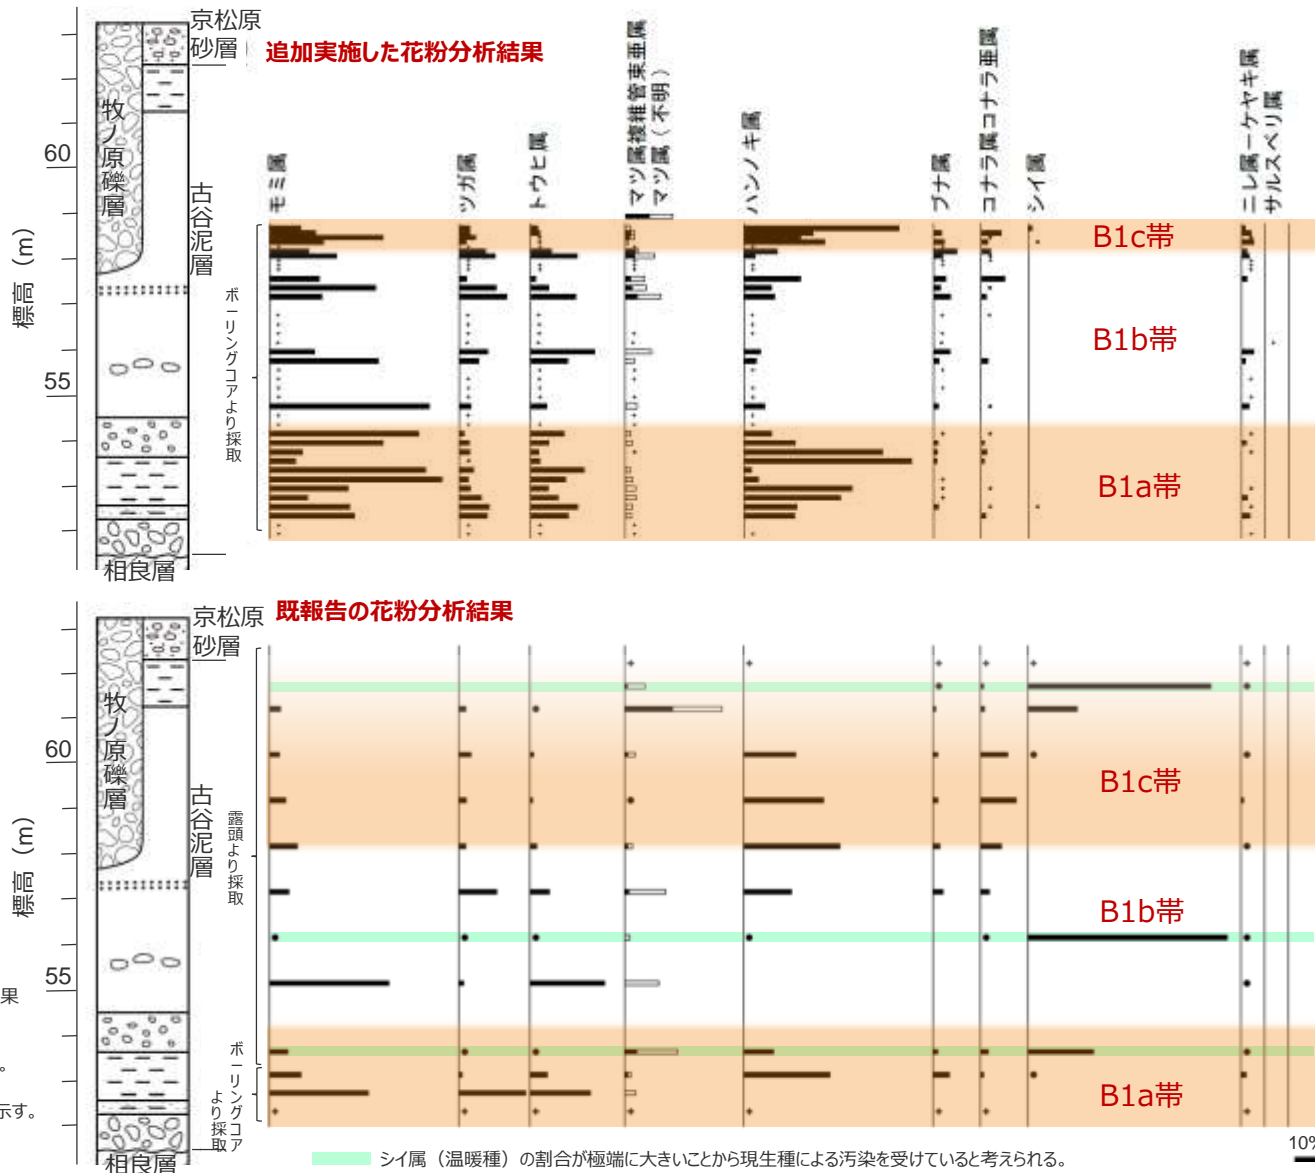 京松原
砂層
追加実施した花粉分析結果
牧ノ原礫層
古谷泥層
標高（m）
60
55
ボーリングコアより採取
モミ属
ツガ属
トウヒ属
マツ属複維管束亜属
マツ属（不明）
ハンノキ属
ブナ属
コナラ属コナラ亜属
シイ属
ニレ属－ケヤキ属
サルスベリ属
B1c帯
B1b帯
B1a帯
相良層
京松原
砂層
既報告の花粉分析結果
牧ノ原礫層
古谷泥層
標高（m）
60
55
露頭より採取
ボーリングコアより採取
B1c帯
B1b帯
B1a帯
果
。
示す。
相良層
10%
シイ属（温暖種）の割合が極端に大きいことから現生種による汚染を受けていると考えられる。